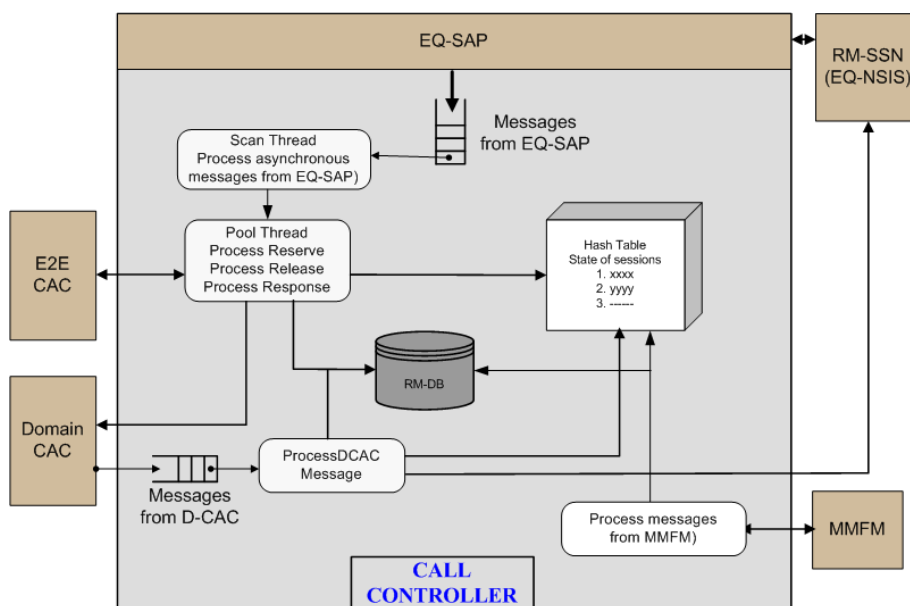 EQ-SAP
RM-SSN
(EQ-NSIS)
Messages
from EQ-SAP
Scan Thread
Process asynchronous
messages from EQ-SAP)
Pool Thread
Process Reserve
Process Release
Process Response
E2E
CAC
Hash Table
State of sessions
1. xxxx
2. yyyy
3. ------
RM-DB
Domain
CAC
ProcessDCAC
Message
Messages
from D-CAC
Process messages
from MMFM)
MMFM
CALL
CONTROLLER